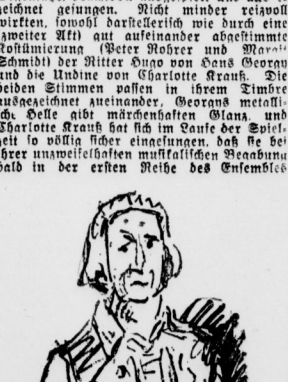 zeichnet gelungen. Nicht minder reizvoll
wirkten, sowohl darstellerisch wie durch eine
zweiter Akt) gut aufeinander abgestimmte
Kostümierung (Peter Rohrer und Margit
Schmidt) der Ritter Hugo von Hans Georgy
und die Undine von Charlotte Krauß. Die
beiden Stimmen passen in ihrem Timbre
ausgezeichnet zueinander, Georgys metalli-
sche Helle gibt märchenhaften Glanz, und
Charlotte Krauß hat sich im Laufe der Spiel-
zeit so völlig sicher eingesungen, daß sie bei
ihrer unzweifelhaften musikalischen Begabung
bald in der ersten Reihe des Ensembles